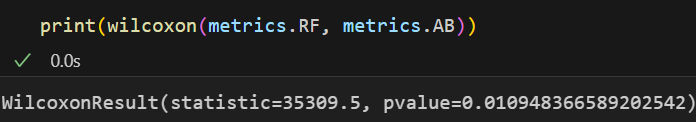 print(wilcoxon(metrics.RF, metrics.AB))
0.0s
WilcoxonResult(statistic=35309.5, pvalue=0.010948366589202542)